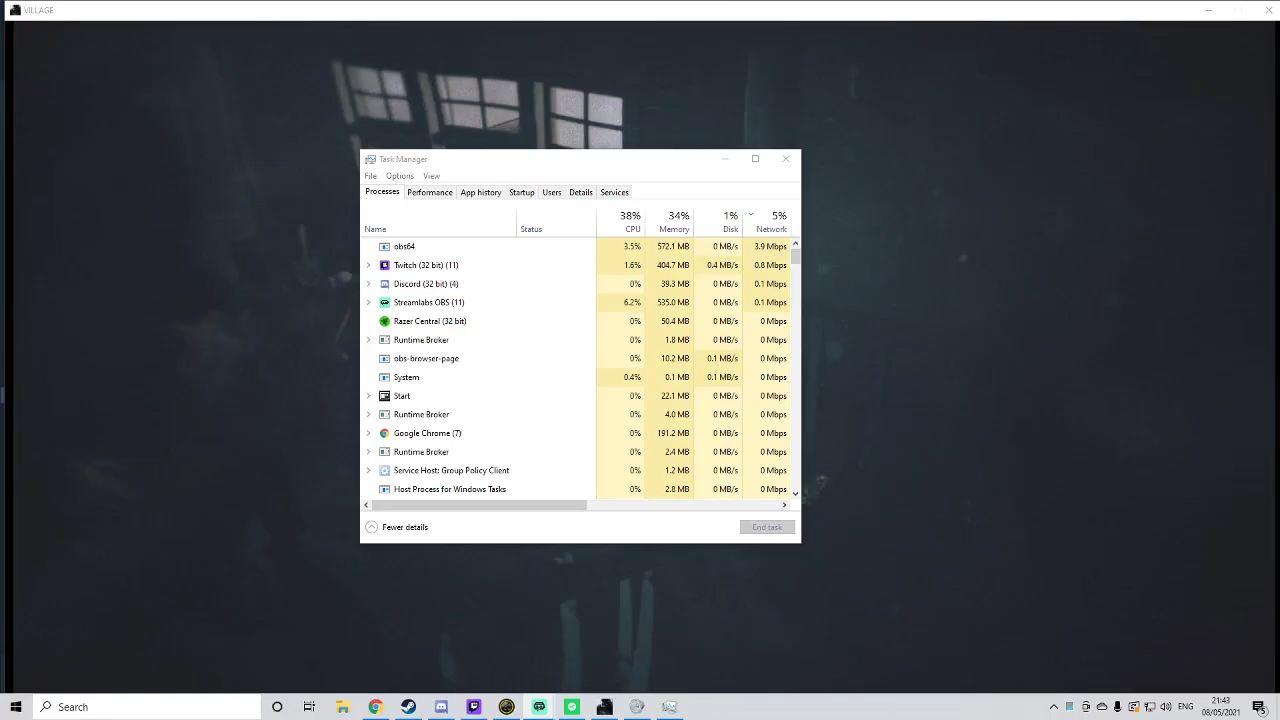 VILLAGE
Task Manager
File Options View
Processes Performance App history Startup Users Details Services
38% 34% 1% 5%
Name Status CPU Memory Disk Network
obs64 3.5% 572.1 MB 0 MB/s 3.9 Mbps
Twitch (32 bit) (11) 1.6% 404.7 MB 0.4 MB/s 0.8 Mbps
Discord (32 bit) (4) 0% 39.3 MB 0 MB/s 0.1 Mbps
Streamlabs OBS (11) 6.2% 535.0 MB 0 MB/s 0.1 Mbps
Razer Central (32 bit) 0% 50.4 MB 0 MB/s 0 Mbps
Runtime Broker 0% 1.8 MB 0 MB/s 0 Mbps
obs-browser-page 0% 10.2 MB 0.1 MB/s 0 Mbps
System 0.4% 0.1 MB 0.1 MB/s 0 Mbps
Start 0% 22.1 MB 0 MB/s 0 Mbps
Runtime Broker 0% 4.0 MB 0 MB/s 0 Mbps
Google Chrome (7) 0% 191.2 MB 0 MB/s 0 Mbps
Runtime Broker 0% 2.4 MB 0 MB/s 0 Mbps
Service Host: Group Policy Client 0% 1.2 MB 0 MB/s 0 Mbps
Host Process for Windows Tasks 0% 2.8 MB 0 MB/s 0 Mbps
Fewer details End task
Search ENG 21:43
08/05/2021